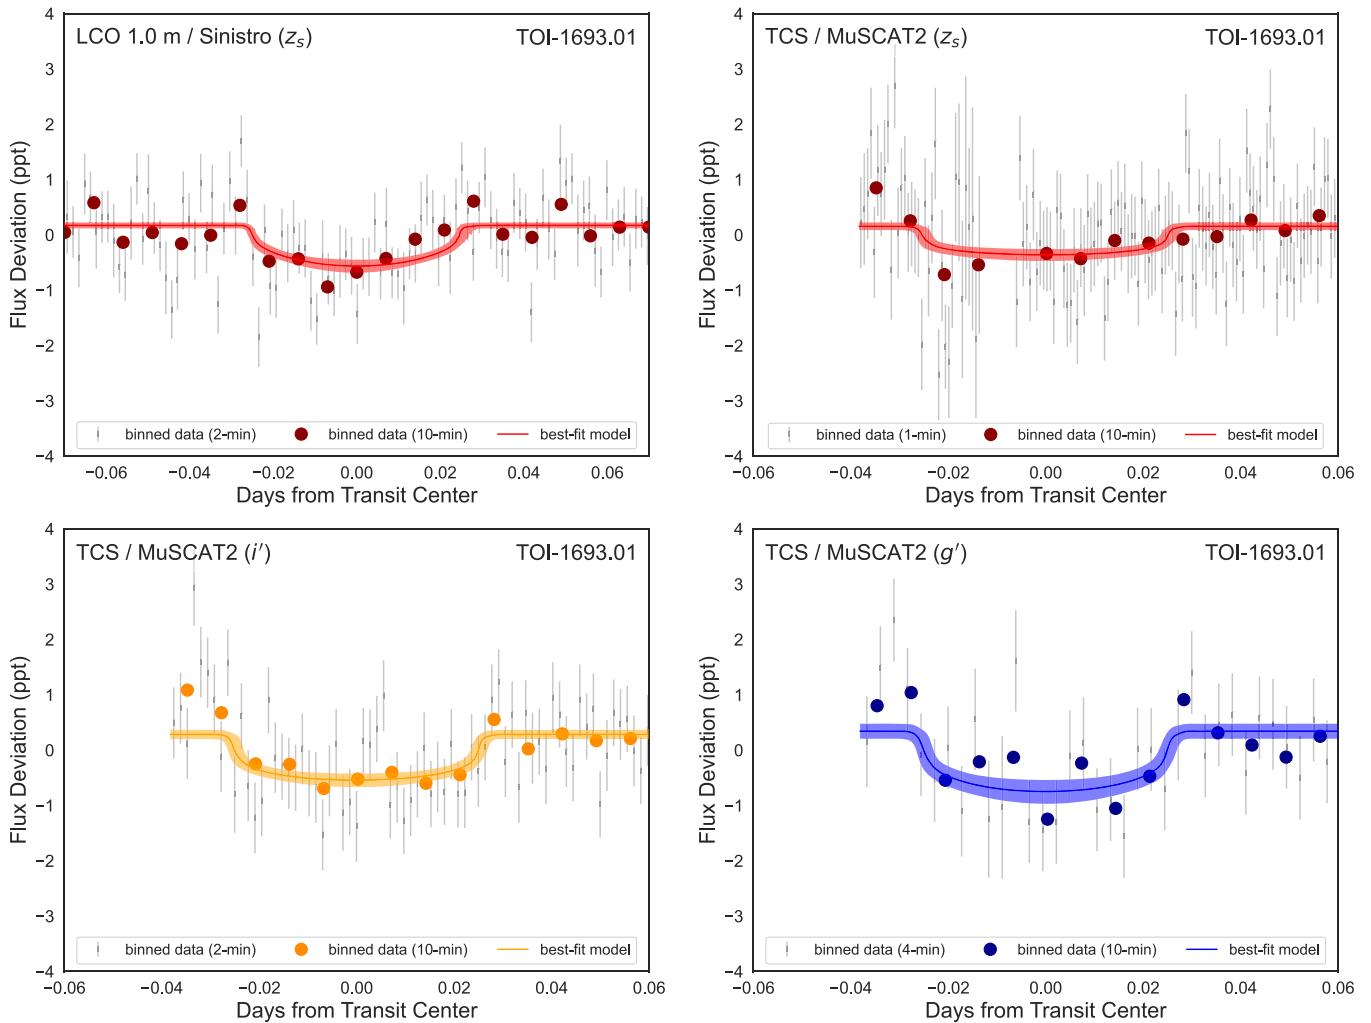 LCO 1.0 m / Sinistro (z_s) TOI-1693.01
4
3
2
1
0
−1
−2
−3
−4
Flux Deviation (ppt)
binned data (2-min) binned data (10-min) best-fit model
−0.06 −0.04 −0.02 0.00 0.02 0.04 0.06
Days from Transit Center
TCS / MuSCAT2 (z_s) TOI-1693.01
4
3
2
1
0
−1
−2
−3
−4
Flux Deviation (ppt)
binned data (1-min) binned data (10-min) best-fit model
−0.06 −0.04 −0.02 0.00 0.02 0.04 0.06
Days from Transit Center
TCS / MuSCAT2 (i′) TOI-1693.01
4
3
2
1
0
−1
−2
−3
−4
Flux Deviation (ppt)
binned data (2-min) binned data (10-min) best-fit model
−0.06 −0.04 −0.02 0.00 0.02 0.04 0.06
Days from Transit Center
TCS / MuSCAT2 (g′) TOI-1693.01
4
3
2
1
0
−1
−2
−3
−4
Flux Deviation (ppt)
binned data (4-min) binned data (10-min) best-fit model
−0.06 −0.04 −0.02 0.00 0.02 0.04 0.06
Days from Transit Center